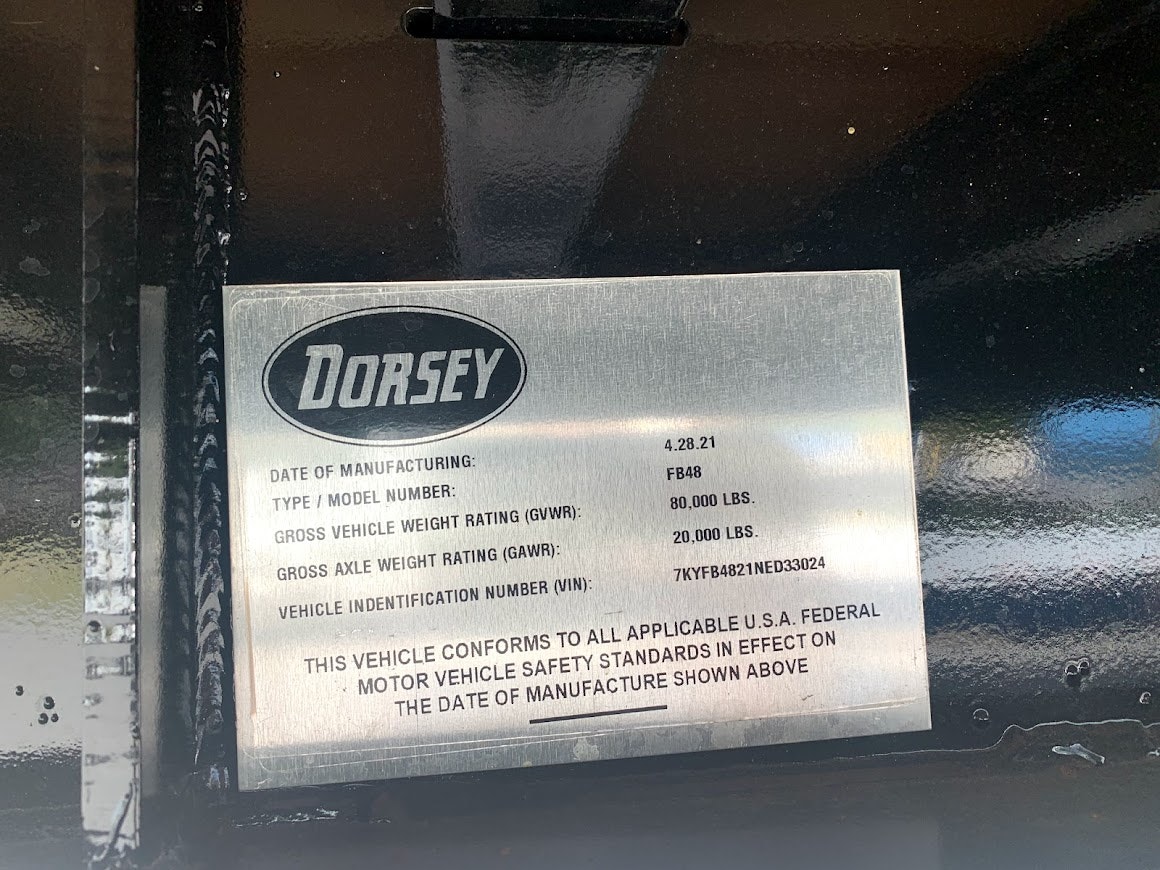 DORSEY
DATE OF MANUFACTURING: 4.28.21
TYPE / MODEL NUMBER: FB48
GROSS VEHICLE WEIGHT RATING (GVWR): 80,000 LBS.
GROSS AXLE WEIGHT RATING (GAWR): 20,000 LBS.
VEHICLE INDENTIFICATION NUMBER (VIN): 7KYFB4821NED33024
THIS VEHICLE CONFORMS TO ALL APPLICABLE U.S.A. FEDERAL
MOTOR VEHICLE SAFETY STANDARDS IN EFFECT ON
THE DATE OF MANUFACTURE SHOWN ABOVE